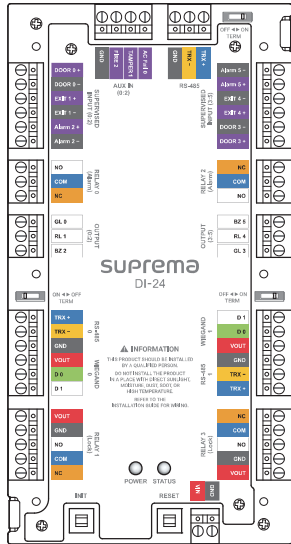 OFF ◄► ON
TERM
GND
FIRE 2
TAMPER 1
AC Fail 0
AUX IN
(0:2)
GND
TRX -
TRX +
RS-485
DOOR 0 +
DOOR 0 -
EXIT 1 +
EXIT 1 -
Alarm 2 +
Alarm 2 -
SUPERVISED
INPUT (0:2)
Alarm 5 -
Alarm 5 +
EXIT 4 -
EXIT 4 +
DOOR 3 -
DOOR 3 +
SUPERVISED
INPUT (3:5)
NO
COM
NC
RELAY 0
(Alarm)
NC
COM
NO
RELAY 2
(Alarm)
GL 0
RL 1
BZ 2
OUTPUT
(0:2)
BZ 5
RL 4
GL 3
OUTPUT
(3:5)
suprema
DI-24
ON ◄► OFF
TERM
OFF ◄► ON
TERM
TRX +
TRX -
GND
VOUT
D 0
D 1
RS-485
0
WIEGAND
0
D 1
D 0
VOUT
GND
TRX -
TRX +
WIEGAND
1
RS-485
1
INFORMATION
THIS PRODUCT SHOULD BE INSTALLED
BY A QUALIFIED PERSON.
DO NOT INSTALL THE PRODUCT
IN A PLACE WITH DIRECT SUNLIGHT,
MOISTURE, DUST, SOOT, OR
HIGH TEMPERATURE.
REFER TO THE
INSTALLATION GUIDE FOR WIRING.
VOUT
GND
NO
COM
NC
RELAY 1
(Lock)
NC
COM
NO
GND
VOUT
RELAY 3
(Lock)
POWER STATUS
INIT
RESET
VIN
GND